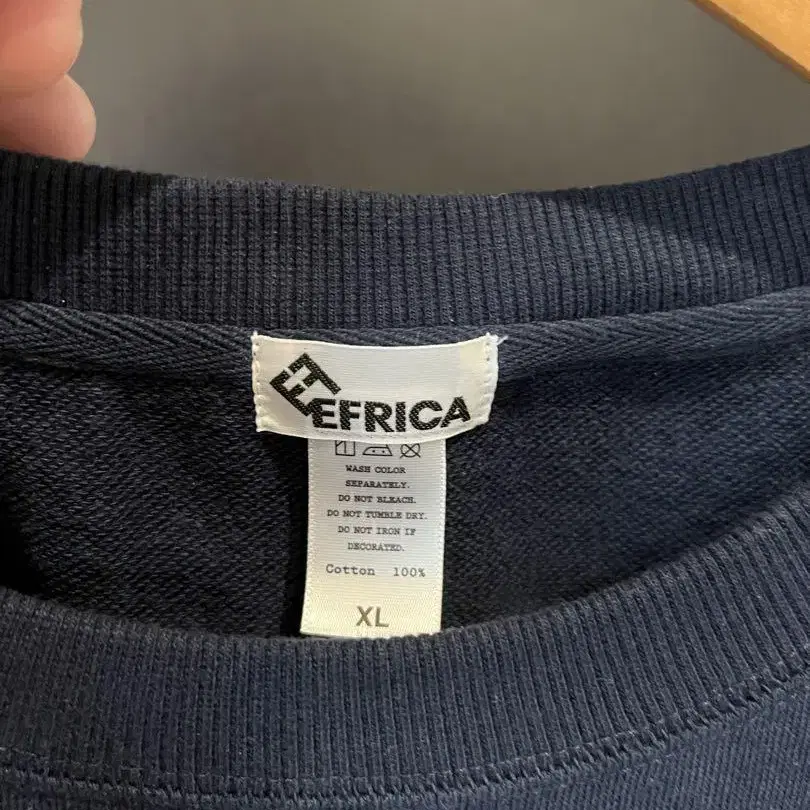 EFRICA
WASH COLOR
SEPARATELY.
DO NOT BLEACH.
DO NOT TUMBLE DRY.
DO NOT IRON IF
DECORATED.
Cotton 100%
XL